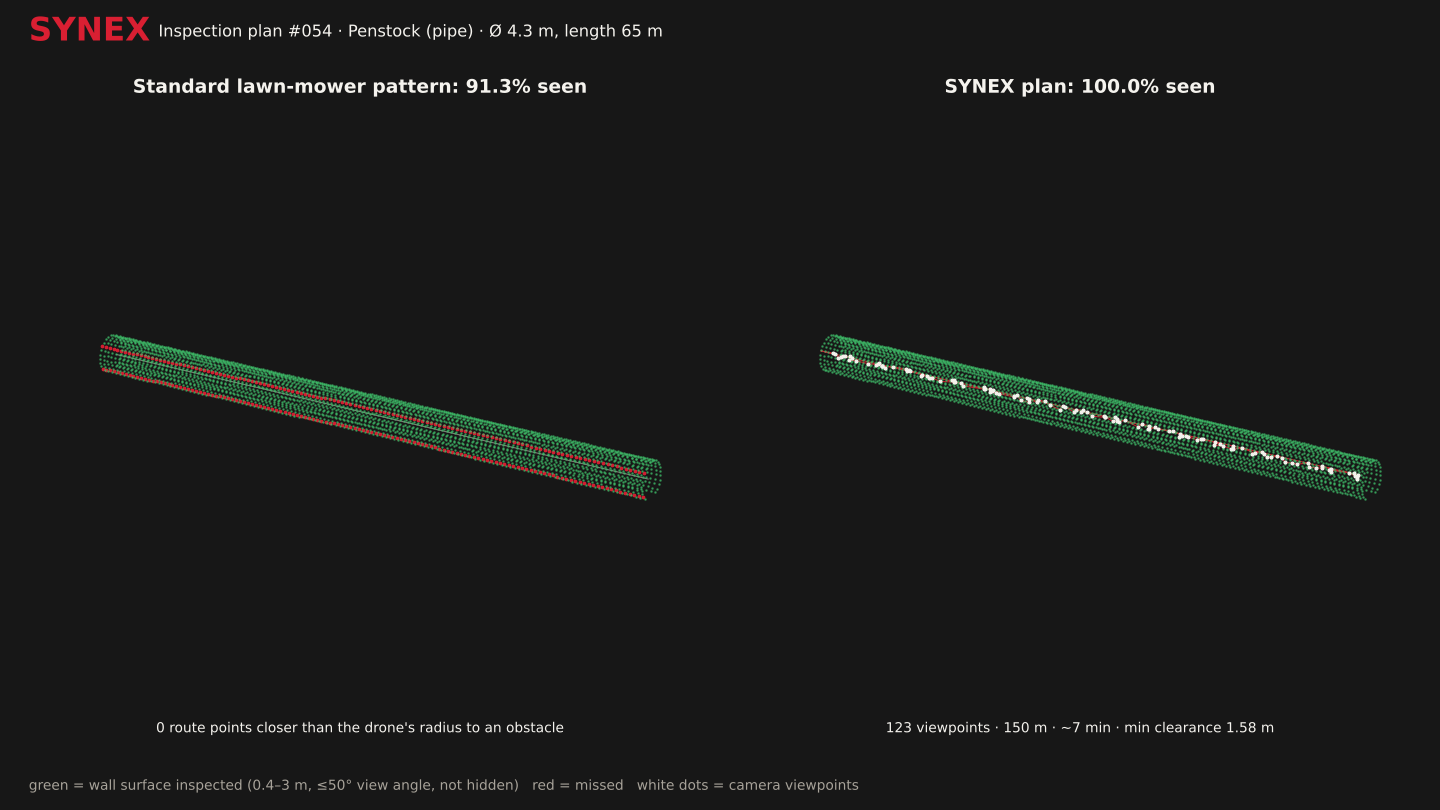 SYNEX Inspection plan #054 · Penstock (pipe) · Ø 4.3 m, length 65 m
Standard lawn-mower pattern: 91.3% seen
SYNEX plan: 100.0% seen
0 route points closer than the drone's radius to an obstacle
123 viewpoints · 150 m · ~7 min · min clearance 1.58 m
green = wall surface inspected (0.4–3 m, ≤50° view angle, not hidden)   red = missed   white dots = camera viewpoints